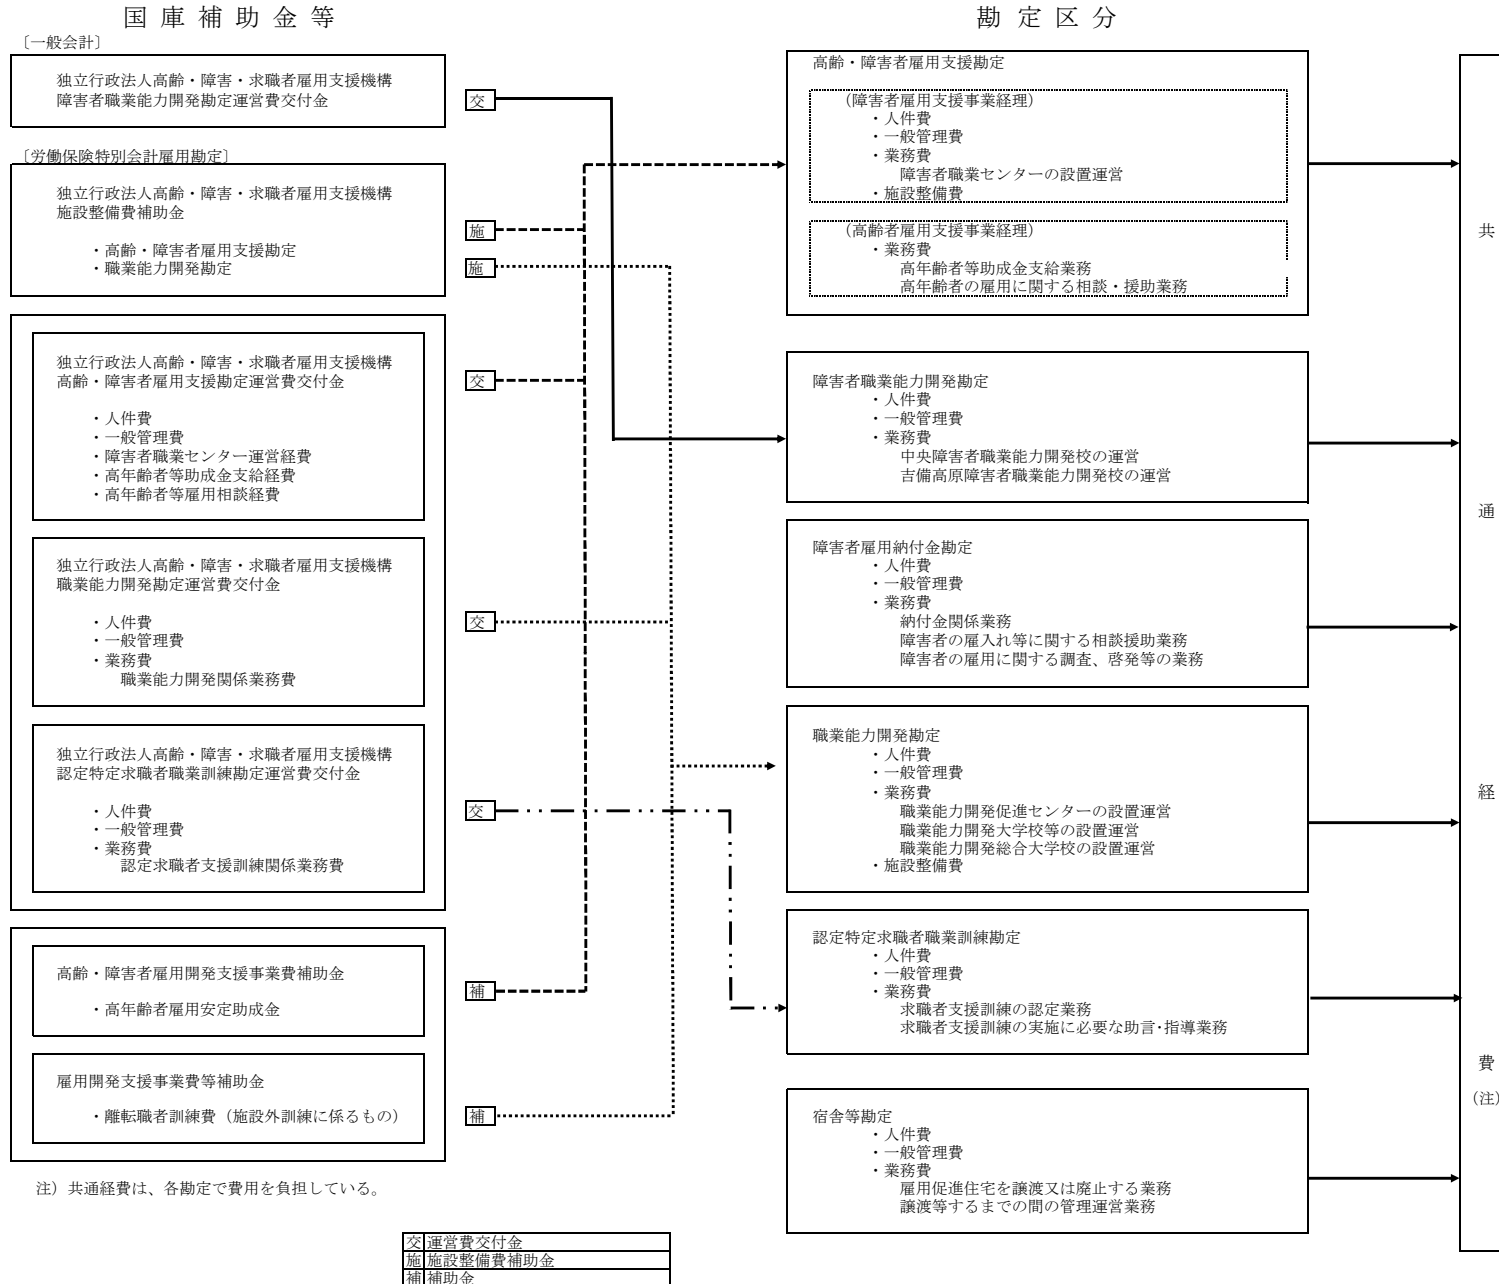 国庫補助金等
〔一般会計〕
独立行政法人高齢・障害・求職者雇用支援機構
障害者職業能力開発勘定運営費交付金
交
〔労働保険特別会計雇用勘定〕
独立行政法人高齢・障害・求職者雇用支援機構
施設整備費補助金
・高齢・障害者雇用支援勘定
・職業能力開発勘定
施
施
独立行政法人高齢・障害・求職者雇用支援機構
高齢・障害者雇用支援勘定運営費交付金
・人件費
・一般管理費
・障害者職業センター運営経費
・高年齢者等助成金支給経費
・高年齢者等雇用相談経費
交
独立行政法人高齢・障害・求職者雇用支援機構
職業能力開発勘定運営費交付金
・人件費
・一般管理費
・業務費
職業能力開発関係業務費
交
独立行政法人高齢・障害・求職者雇用支援機構
認定特定求職者職業訓練勘定運営費交付金
・人件費
・一般管理費
・業務費
認定求職者支援訓練関係業務費
交
高齢・障害者雇用開発支援事業費補助金
・高年齢者雇用安定助成金
補
雇用開発支援事業費等補助金
・離転職者訓練費（施設外訓練に係るもの）
補
注）共通経費は、各勘定で費用を負担している。
交 運営費交付金
施 施設整備費補助金
補 補助金
勘定区分
高齢・障害者雇用支援勘定
（障害者雇用支援事業経理）
・人件費
・一般管理費
・業務費
障害者職業センターの設置運営
・施設整備費
（高齢者雇用支援事業経理）
・業務費
高年齢者等助成金支給業務
高年齢者の雇用に関する相談・援助業務
障害者職業能力開発勘定
・人件費
・一般管理費
・業務費
中央障害者職業能力開発校の運営
吉備高原障害者職業能力開発校の運営
障害者雇用納付金勘定
・人件費
・一般管理費
・業務費
納付金関係業務
障害者の雇入れ等に関する相談援助業務
障害者の雇用に関する調査、啓発等の業務
職業能力開発勘定
・人件費
・一般管理費
・業務費
職業能力開発促進センターの設置運営
職業能力開発大学校等の設置運営
職業能力開発総合大学校の設置運営
・施設整備費
認定特定求職者職業訓練勘定
・人件費
・一般管理費
・業務費
求職者支援訓練の認定業務
求職者支援訓練の実施に必要な助言･指導業務
宿舎等勘定
・人件費
・一般管理費
・業務費
雇用促進住宅を譲渡又は廃止する業務
譲渡等するまでの間の管理運営業務
共
通
経
費
（注）